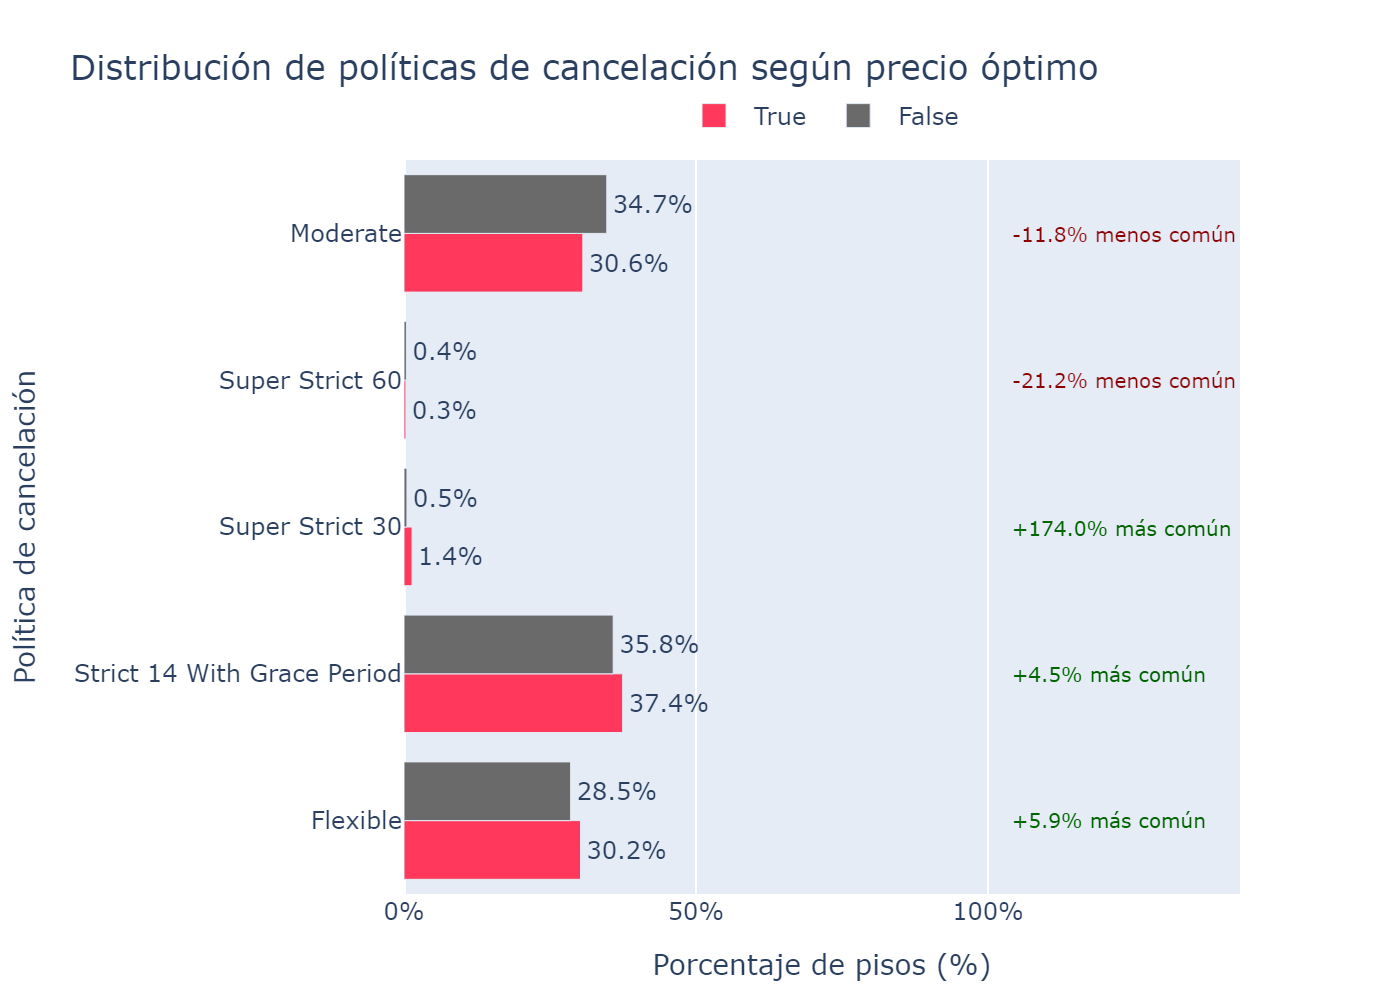 Distribución de políticas de cancelación según precio óptimo
True False
Moderate
34.7%
30.6%
-11.8% menos común
Super Strict 60
0.4%
0.3%
-21.2% menos común
Super Strict 30
0.5%
1.4%
+174.0% más común
Strict 14 With Grace Period
35.8%
37.4%
+4.5% más común
Flexible
28.5%
30.2%
+5.9% más común
0% 50% 100%
Porcentaje de pisos (%)
Política de cancelación